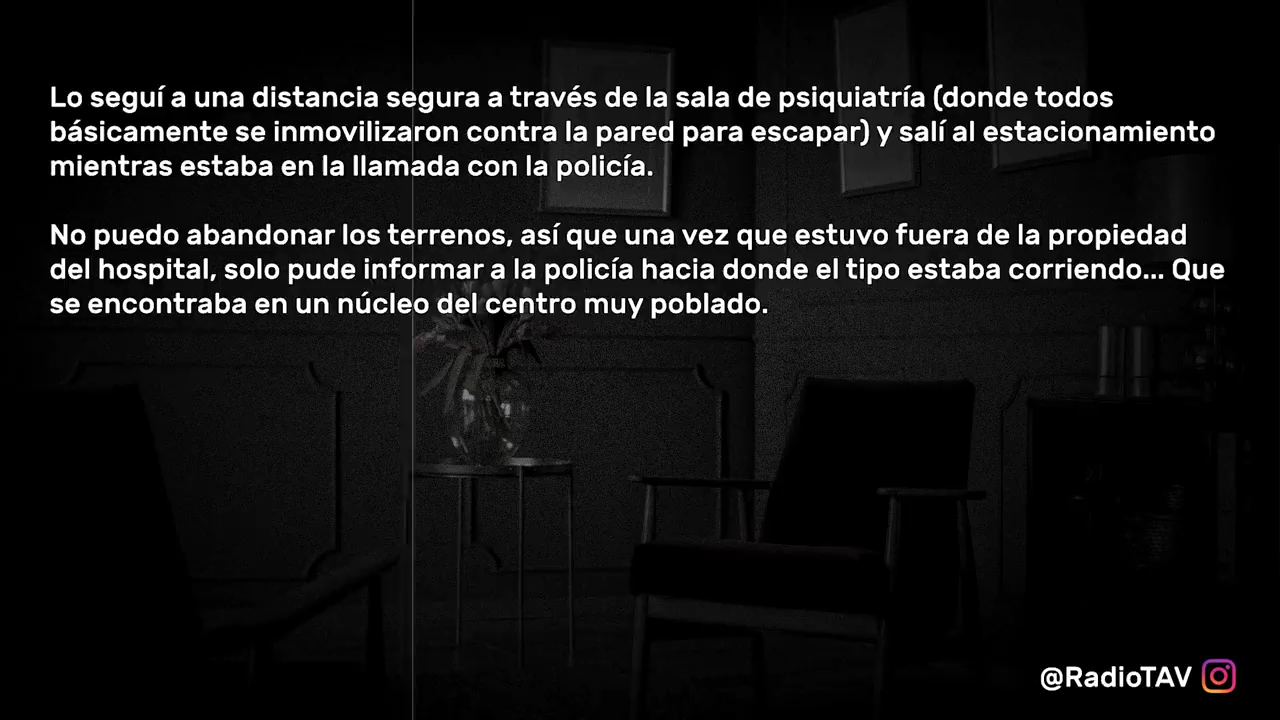 Lo seguí a una distancia segura a través de la sala de psiquiatría (donde todos
básicamente se inmovilizaron contra la pared para escapar) y salí al estacionamiento
mientras estaba en la llamada con la policía.
No puedo abandonar los terrenos, así que una vez que estuvo fuera de la propiedad
del hospital, solo pude informar a la policía hacia donde el tipo estaba corriendo... Que
se encontraba en un núcleo del centro muy poblado.
@RadioTAV